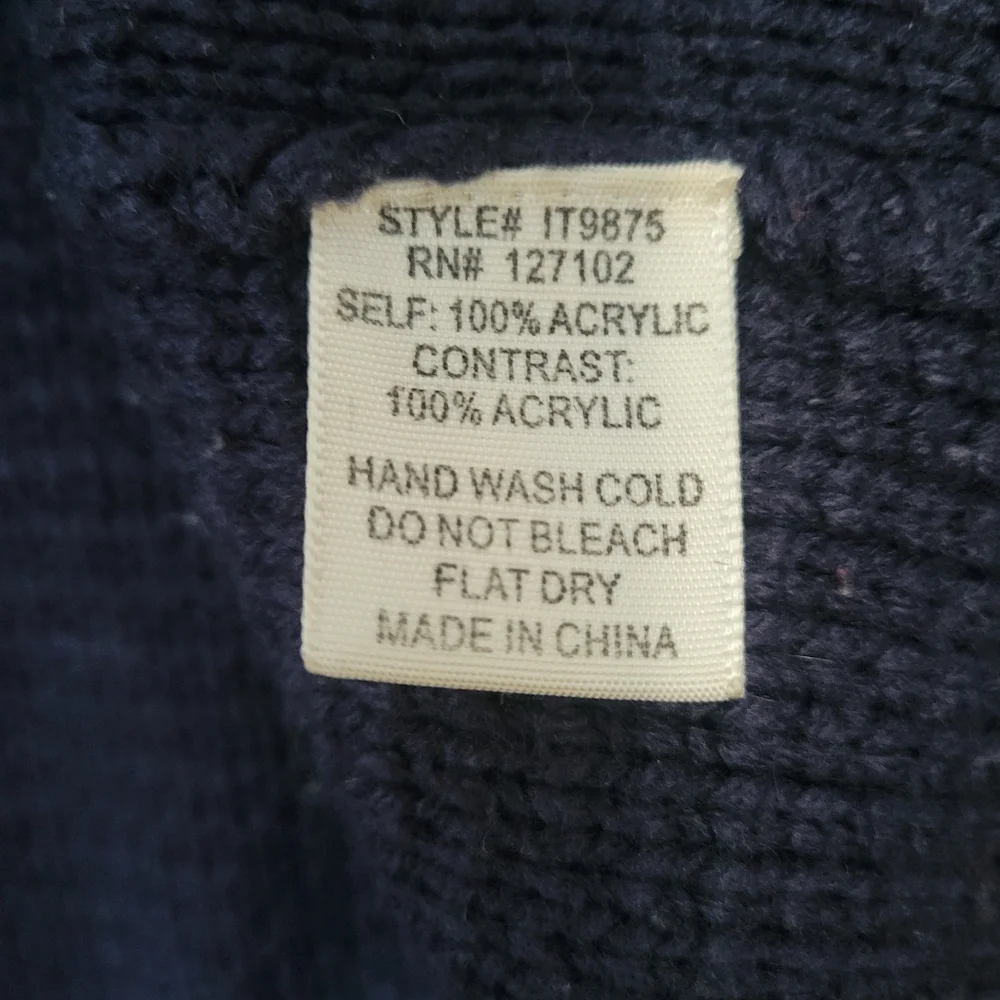 STYLE# IT9875
RN# 127102
SELF: 100% ACRYLIC
CONTRAST:
100% ACRYLIC
HAND WASH COLD
DO NOT BLEACH
FLAT DRY
MADE IN CHINA